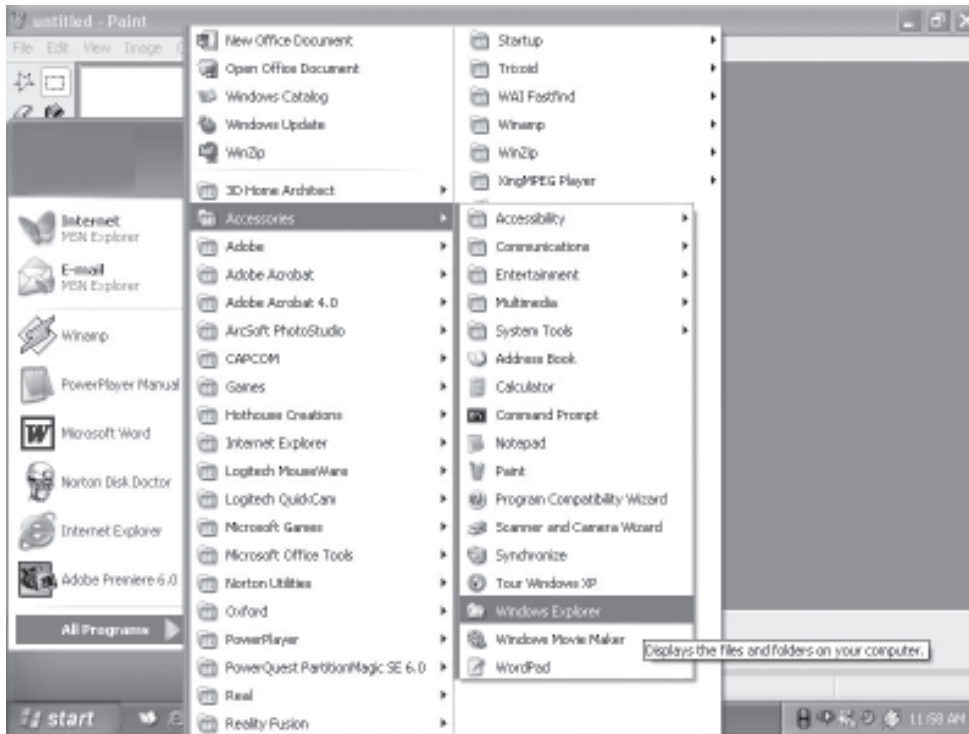 untitled - Paint
File Edit View Image
Internet
MSN Explorer
E-mail
MSN Explorer
Winamp
PowerPlayer Manual
Microsoft Word
Norton Disk Doctor
Internet Explorer
Adobe Premiere 6.0
All Programs
start
New Office Document
Open Office Document
Windows Catalog
Windows Update
WinZip
3D Home Architect
Accessories
Adobe
Adobe Acrobat
Adobe Acrobat 4.0
ArcSoft PhotoStudio
CAPCOM
Games
Hothouse Creations
Internet Explorer
Logitech MouseWare
Logitech QuickCam
Microsoft Games
Microsoft Office Tools
Norton Utilities
Oxford
PowerPlayer
PowerQuest PartitionMagic SE 6.0
Real
Reality Fusion
Startup
Trixoid
WAI Fastfind
Winamp
WinZip
XingMPEG Player
Accessibility
Communications
Entertainment
Multimedia
System Tools
Address Book
Calculator
Command Prompt
Notepad
Paint
Program Compatibility Wizard
Scanner and Camera Wizard
Synchronize
Tour Windows XP
Windows Explorer
Windows Movie Maker
WordPad
Displays the files and folders on your computer.
11:58 AM